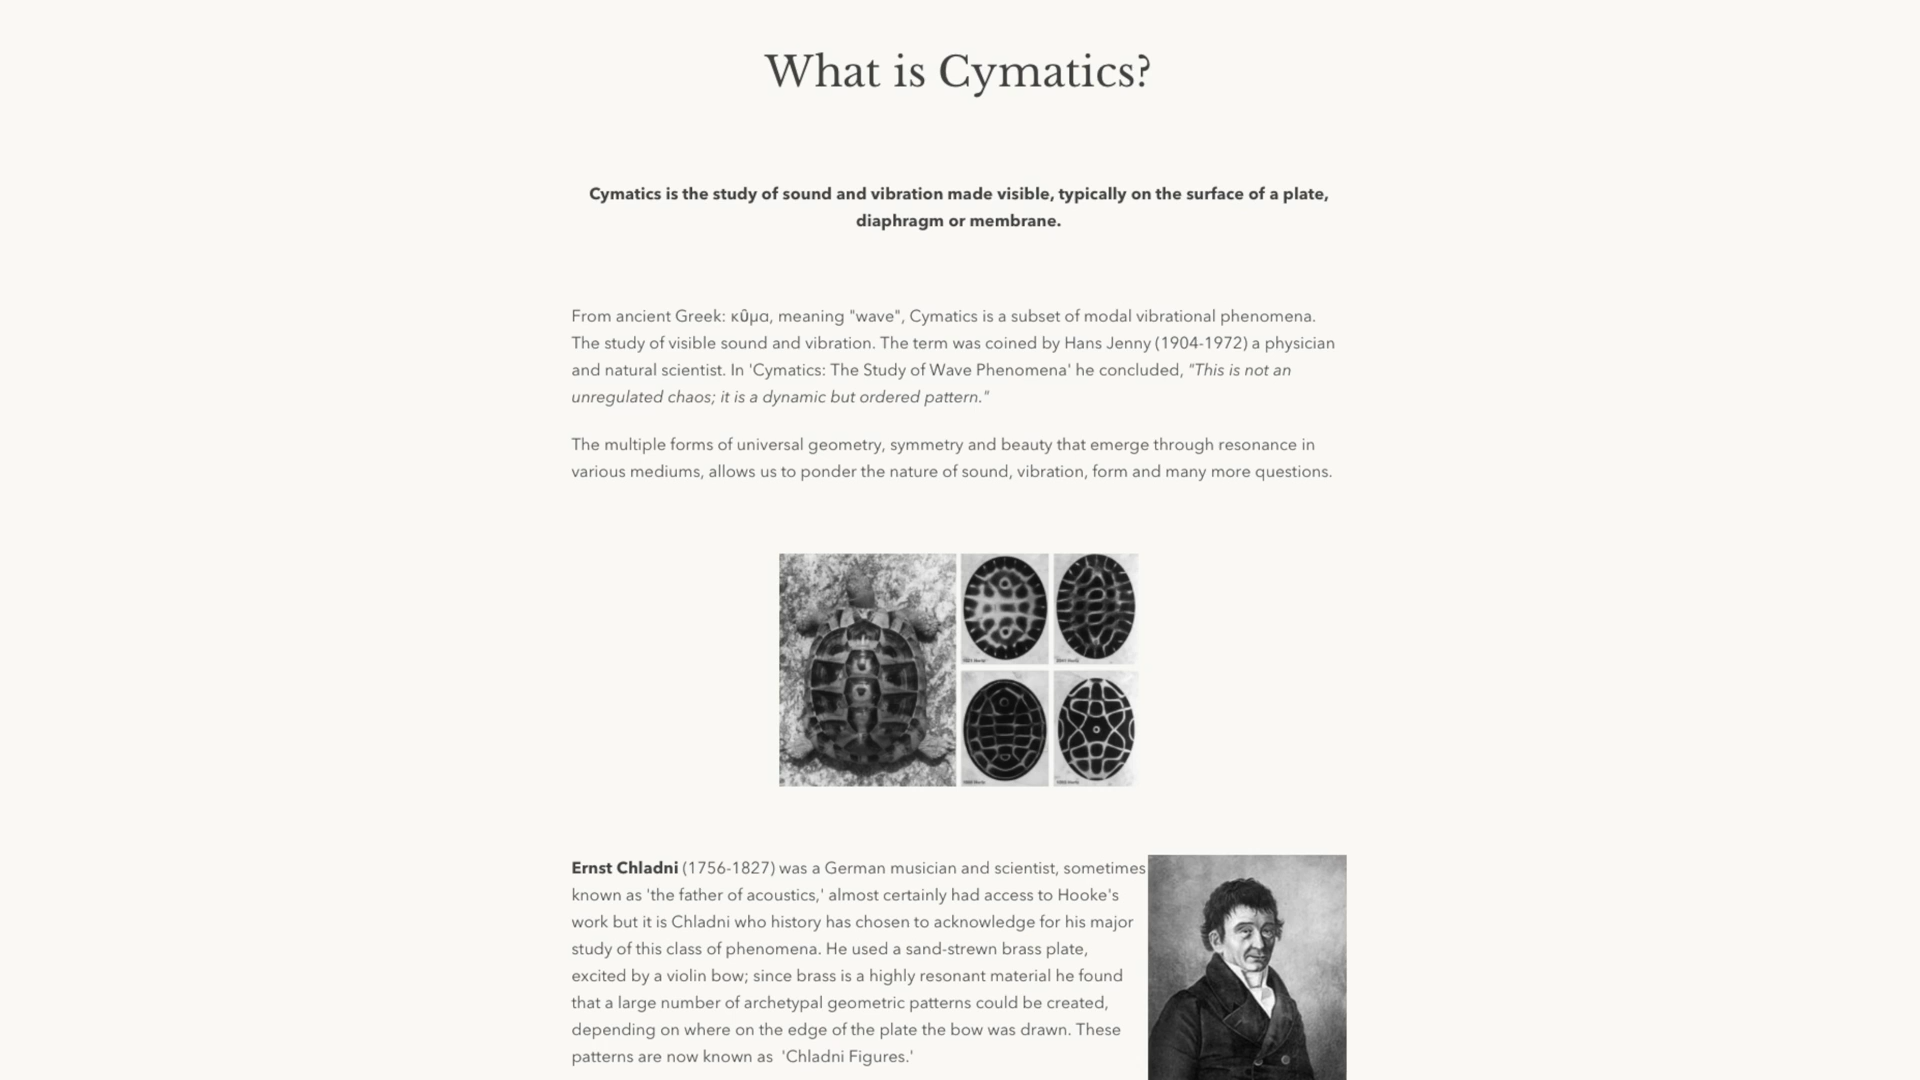 What is Cymatics?
Cymatics is the study of sound and vibration made visible, typically on the surface of a plate,
diaphragm or membrane.
From ancient Greek: κῦμα, meaning "wave", Cymatics is a subset of modal vibrational phenomena.
The study of visible sound and vibration. The term was coined by Hans Jenny (1904-1972) a physician
and natural scientist. In 'Cymatics: The Study of Wave Phenomena' he concluded, "This is not an
unregulated chaos; it is a dynamic but ordered pattern."
The multiple forms of universal geometry, symmetry and beauty that emerge through resonance in
various mediums, allows us to ponder the nature of sound, vibration, form and many more questions.
Ernst Chladni (1756-1827) was a German musician and scientist, sometimes
known as 'the father of acoustics,' almost certainly had access to Hooke's
work but it is Chladni who history has chosen to acknowledge for his major
study of this class of phenomena. He used a sand-strewn brass plate,
excited by a violin bow; since brass is a highly resonant material he found
that a large number of archetypal geometric patterns could be created,
depending on where on the edge of the plate the bow was drawn. These
patterns are now known as 'Chladni Figures.'